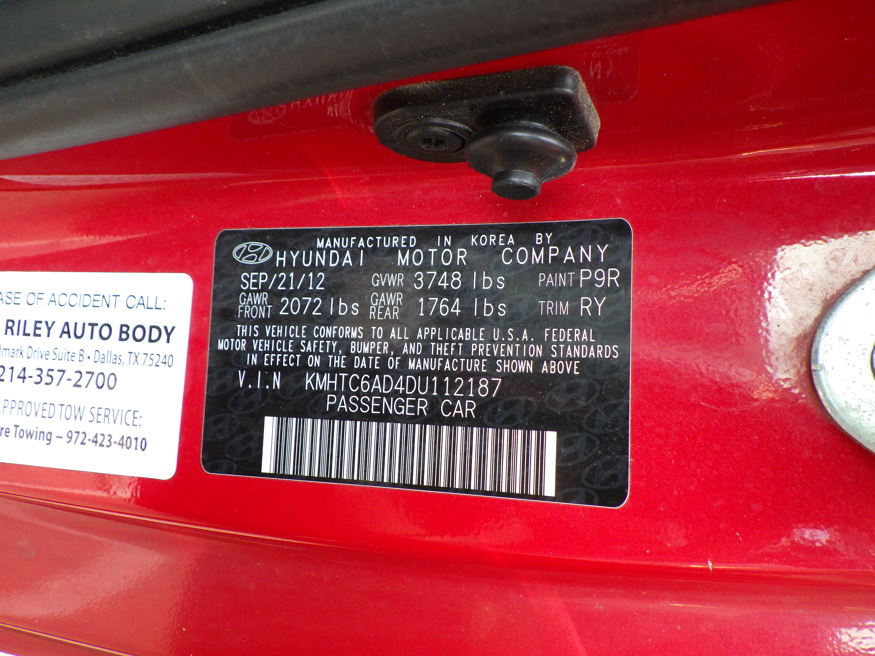 MANUFACTURED IN KOREA BY
HYUNDAI MOTOR COMPANY
SEP/21/12 GVWR 3748 lbs PAINT P9R
GAWR FRONT 2072 lbs GAWR REAR 1764 lbs TRIM RY
THIS VEHICLE CONFORMS TO ALL APPLICABLE U.S.A. FEDERAL
MOTOR VEHICLE SAFETY, BUMPER, AND THEFT PREVENTION STANDARDS
IN EFFECT ON THE DATE OF MANUFACTURE SHOWN ABOVE
V.I.N KMHTC6AD4DU112187
PASSENGER CAR
ASE OF ACCIDENT CALL:
RILEY AUTO BODY
dmark Drive Suite B • Dallas, TX 75240
214-357-2700
PPROVED TOW SERVICE:
re Towing – 972-423-4010